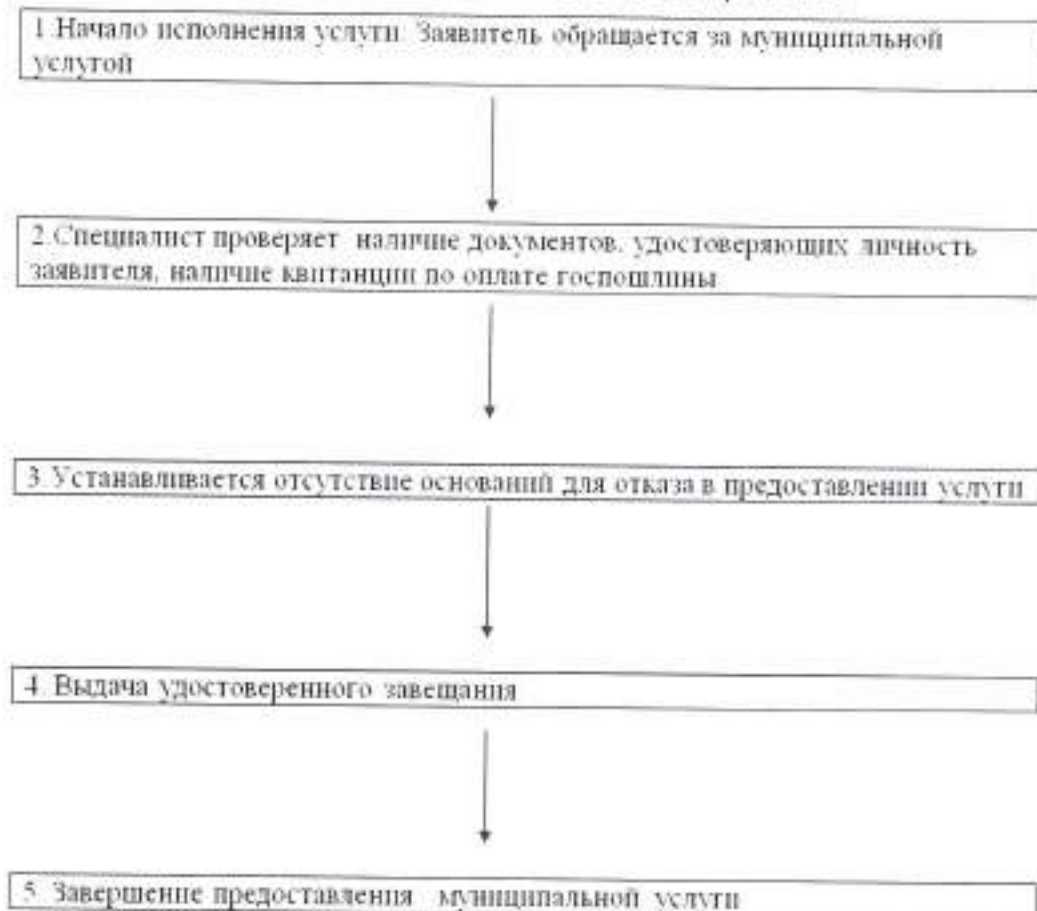 1 Начало исполнения услуги. Заявитель обращается за муниципальной
услугой
2.Специалист проверяет наличие документов, удостоверяющих личность
заявителя, наличие квитанции по оплате госпошлины
3. Устанавливается отсутствие оснований для отказа в предоставлении услуги
4. Выдача удостоверенного завещания
5. Завершение предоставления муниципальной услуги